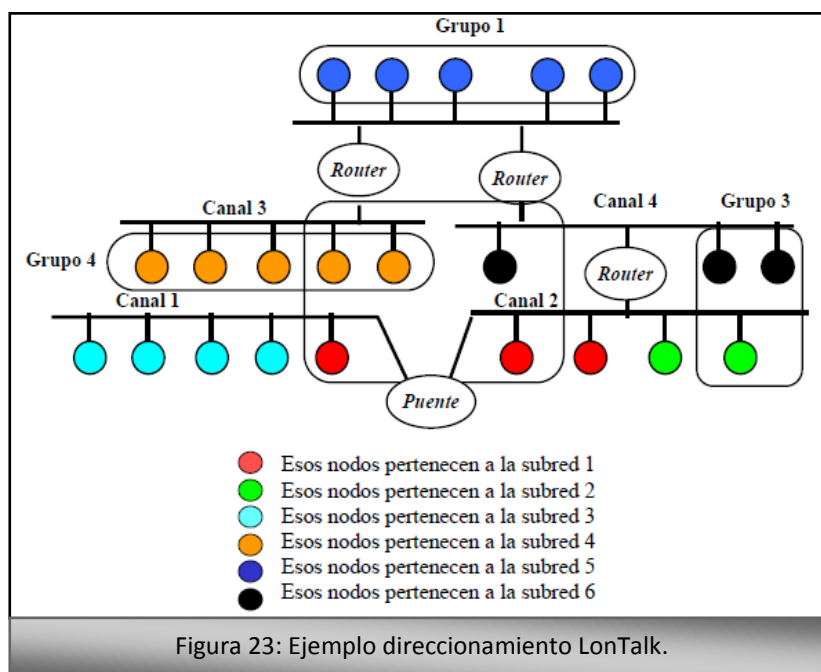 Grupo 1
Router
Router
Canal 3
Canal 4
Grupo 3
Grupo 4
Router
Canal 1
Canal 2
Puente
Esos nodos pertenecen a la subred 1
Esos nodos pertenecen a la subred 2
Esos nodos pertenecen a la subred 3
Esos nodos pertenecen a la subred 4
Esos nodos pertenecen a la subred 5
Esos nodos pertenecen a la subred 6
Figura 23: Ejemplo direccionamiento LonTalk.